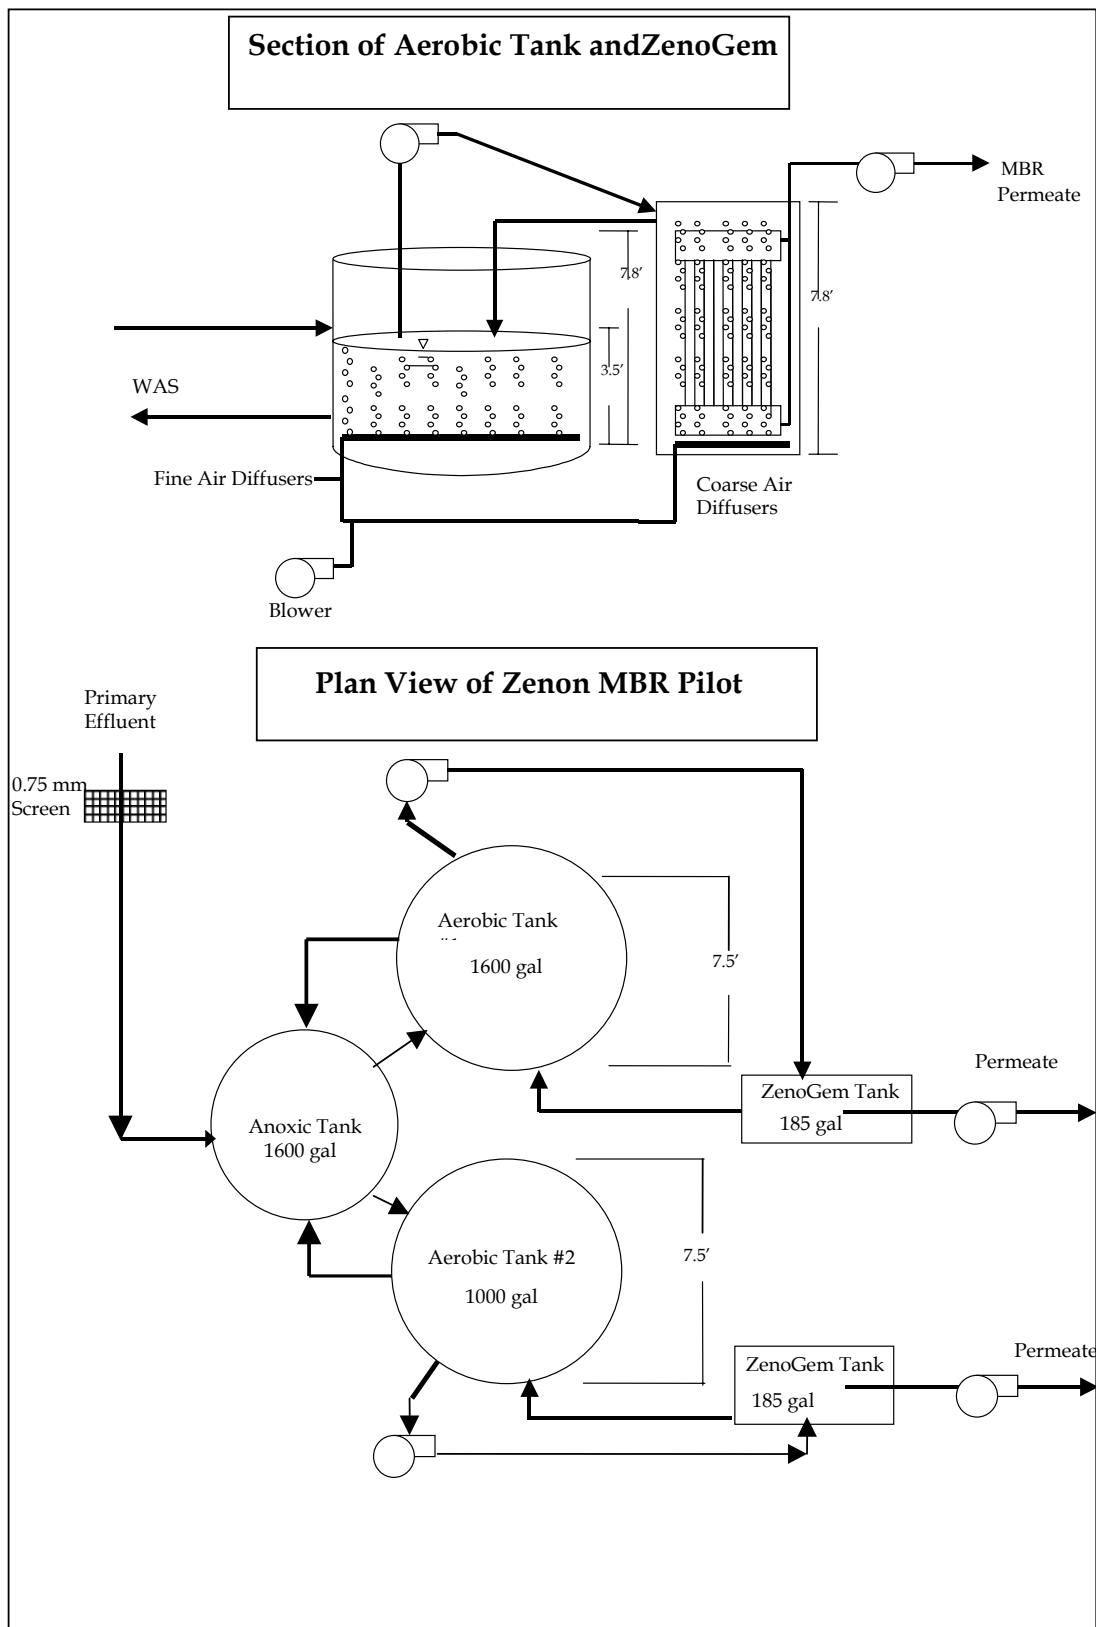 Section of Aerobic Tank andZenoGem
MBR
Permeate
7.8'
7.8'
3.5'
WAS
Fine Air Diffusers
Coarse Air
Diffusers
Blower
Plan View of Zenon MBR Pilot
Primary
Effluent
0.75 mm
Screen
Aerobic Tank
1600 gal
7.5'
Permeate
ZenoGem Tank
185 gal
Anoxic Tank
1600 gal
Aerobic Tank #2
1000 gal
7.5'
Permeate
ZenoGem Tank
185 gal